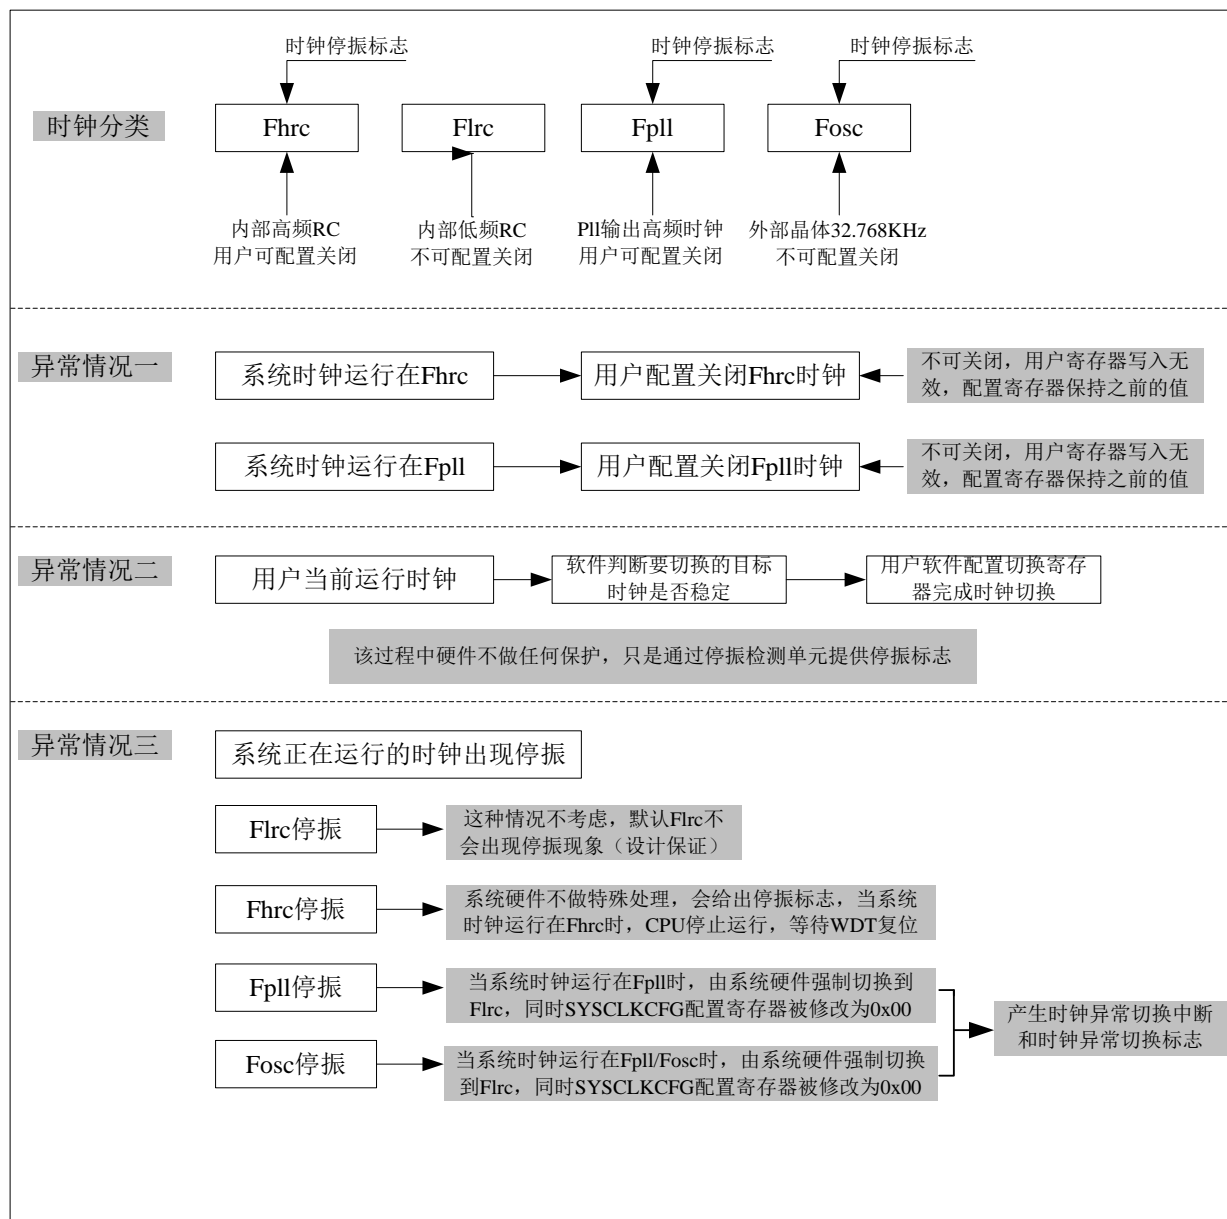 时钟停振标志
时钟停振标志
时钟停振标志
时钟分类
Fhrc
Flrc
Fpll
Fosc
内部高频RC
用户可配置关闭
内部低频RC
不可配置关闭
Pll输出高频时钟
用户可配置关闭
外部晶体32.768KHz
不可配置关闭
异常情况一
系统时钟运行在Fhrc
用户配置关闭Fhrc时钟
不可关闭，用户寄存器写入无
效，配置寄存器保持之前的值
系统时钟运行在Fpll
用户配置关闭Fpll时钟
不可关闭，用户寄存器写入无
效，配置寄存器保持之前的值
异常情况二
用户当前运行时钟
软件判断要切换的目标
时钟是否稳定
用户软件配置切换寄存
器完成时钟切换
该过程中硬件不做任何保护，只是通过停振检测单元提供停振标志
异常情况三
系统正在运行的时钟出现停振
Flrc停振
这种情况不考虑，默认Flrc不
会出现停振现象（设计保证）
Fhrc停振
系统硬件不做特殊处理，会给出停振标志，当系统
时钟运行在Fhrc时，CPU停止运行，等待WDT复位
Fpll停振
当系统时钟运行在Fpll时，由系统硬件强制切换到
Flrc，同时SYSCLKCFG配置寄存器被修改为0x00
Fosc停振
当系统时钟运行在Fpll/Fosc时，由系统硬件强制切换
到Flrc，同时SYSCLKCFG配置寄存器被修改为0x00
产生时钟异常切换中断
和时钟异常切换标志